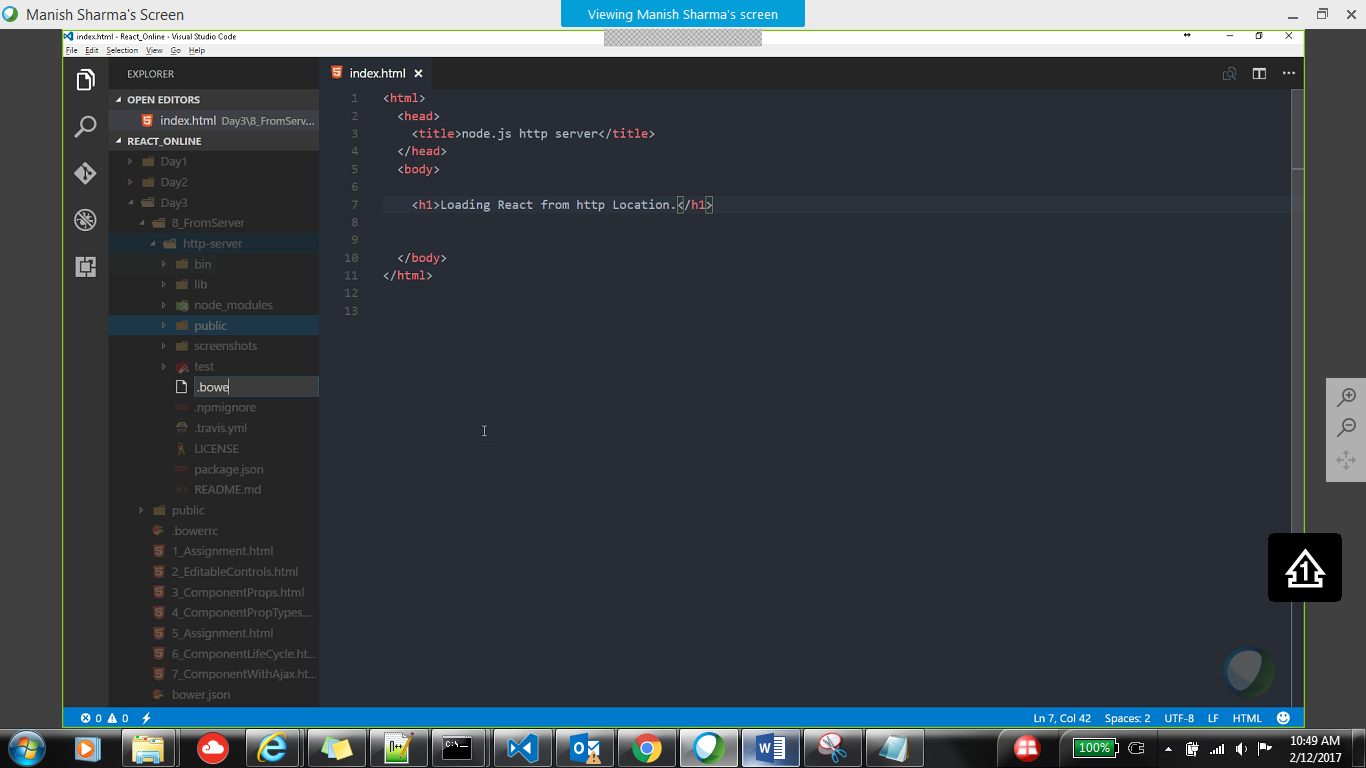 Manish Sharma's Screen
Viewing Manish Sharma's screen
index.html - React_Online - Visual Studio Code
File Edit Selection View Go Help
EXPLORER
OPEN EDITORS
index.html Day3\8_FromServ...
REACT_ONLINE
Day1
Day2
Day3
8_FromServer
http-server
bin
lib
node_modules
public
screenshots
test
.bowe
.npmignore
.travis.yml
LICENSE
package.json
README.md
public
.bowerrc
1_Assignment.html
2_EditableControls.html
3_ComponentProps.html
4_ComponentPropTypes....
5_Assignment.html
6_ComponentLifeCycle.ht...
7_ComponentWithAjax.ht...
bower.json
index.html
1 <html>
2 <head>
3 <title>node.js http server</title>
4 </head>
5 <body>
6
7 <h1>Loading React from http Location.</h1>
8
9
10 </body>
11 </html>
12
13
0 0
Ln 7, Col 42 Spaces: 2 UTF-8 LF HTML
1
100%
10:49 AM
2/12/2017